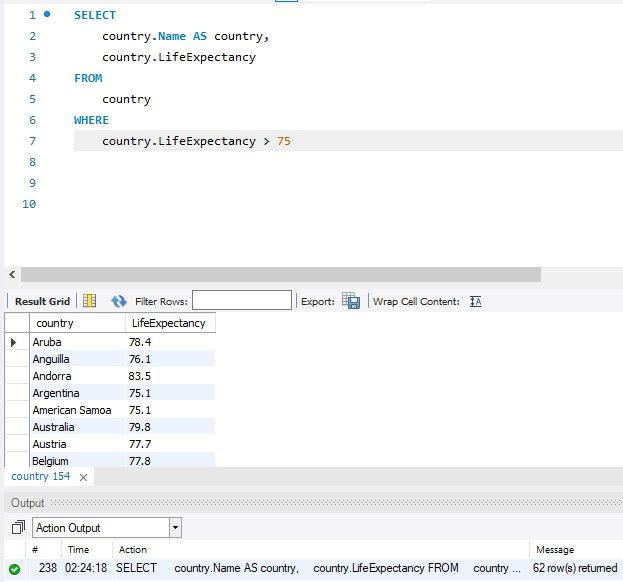 1 SELECT
2 country.Name AS country,
3 country.LifeExpectancy
4 FROM
5 country
6 WHERE
7 country.LifeExpectancy > 75
8
9
10
Result Grid Filter Rows: Export: Wrap Cell Content: IA
country LifeExpectancy
Aruba 78.4
Anguilla 76.1
Andorra 83.5
Argentina 75.1
American Samoa 75.1
Australia 79.8
Austria 77.7
Belgium 77.8
country 154
Output
Action Output
# Time Action Message
238 02:24:18 SELECT country.Name AS country, country.LifeExpectancy FROM country ... 62 row(s) returned